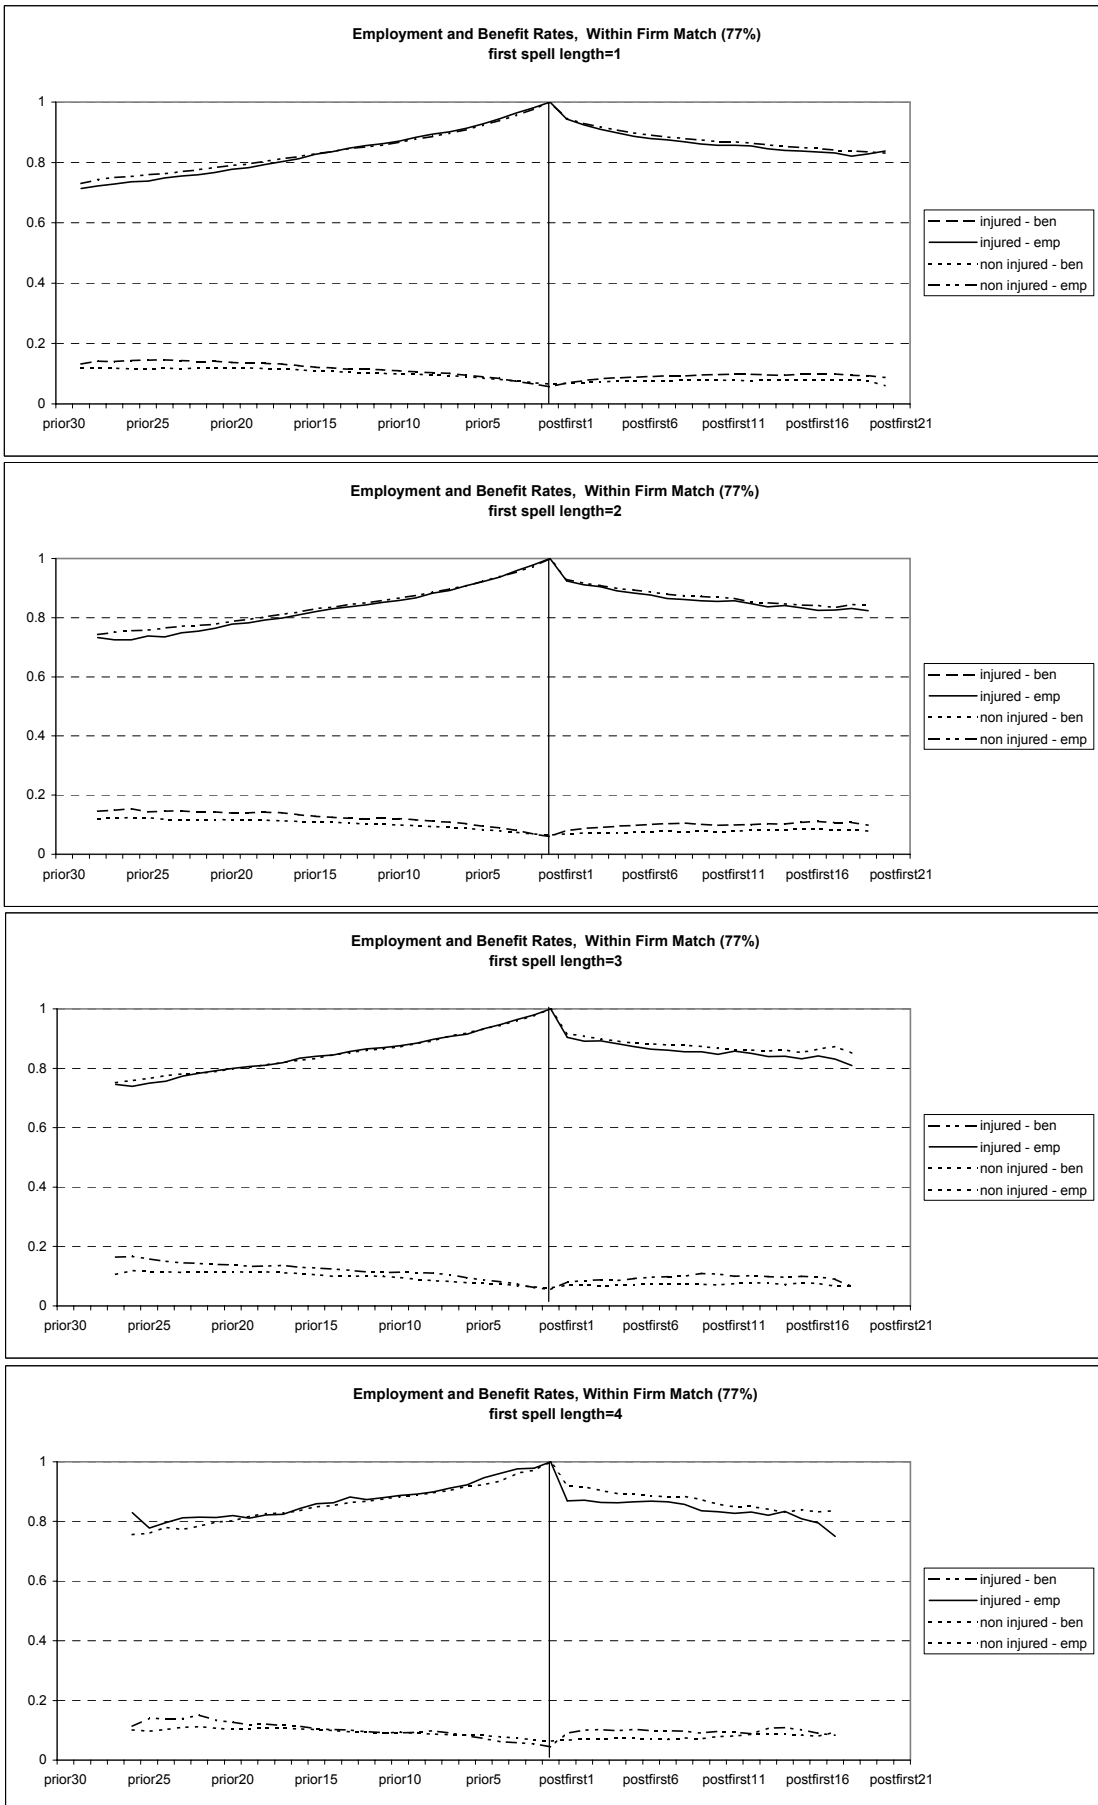 Employment and Benefit Rates,  Within Firm Match (77%)
first spell length=1
1
0.8
0.6
0.4
0.2
0
prior30 prior25 prior20 prior15 prior10 prior5 postfirst1 postfirst6 postfirst11 postfirst16 postfirst21
injured - ben
injured - emp
non injured - ben
non injured - emp
Employment and Benefit Rates,  Within Firm Match (77%)
first spell length=2
1
0.8
0.6
0.4
0.2
0
prior30 prior25 prior20 prior15 prior10 prior5 postfirst1 postfirst6 postfirst11 postfirst16 postfirst21
injured - ben
injured - emp
non injured - ben
non injured - emp
Employment and Benefit Rates,  Within Firm Match (77%)
first spell length=3
1
0.8
0.6
0.4
0.2
0
prior30 prior25 prior20 prior15 prior10 prior5 postfirst1 postfirst6 postfirst11 postfirst16 postfirst21
injured - ben
injured - emp
non injured - ben
non injured - emp
Employment and Benefit Rates, Within Firm Match (77%)
first spell length=4
1
0.8
0.6
0.4
0.2
0
prior30 prior25 prior20 prior15 prior10 prior5 postfirst1 postfirst6 postfirst11 postfirst16 postfirst21
injured - ben
injured - emp
non injured - ben
non injured - emp